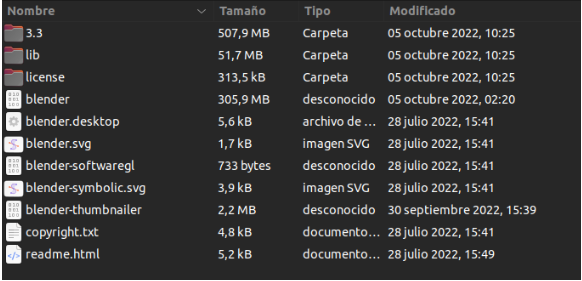 Nombre Tamaño Tipo Modificado
3.3 507,9 MB Carpeta 05 octubre 2022, 10:25
lib 51,7 MB Carpeta 05 octubre 2022, 10:25
license 313,5 kB Carpeta 05 octubre 2022, 10:25
blender 305,9 MB desconocido 05 octubre 2022, 02:20
blender.desktop 5,6 kB archivo de ... 28 julio 2022, 15:41
blender.svg 1,7 kB imagen SVG 28 julio 2022, 15:41
blender-softwaregl 733 bytes desconocido 28 julio 2022, 15:41
blender-symbolic.svg 3,9 kB imagen SVG 28 julio 2022, 15:41
blender-thumbnailer 2,2 MB desconocido 30 septiembre 2022, 15:39
copyright.txt 4,8 kB documento... 28 julio 2022, 15:41
readme.html 5,2 kB documento... 28 julio 2022, 15:49